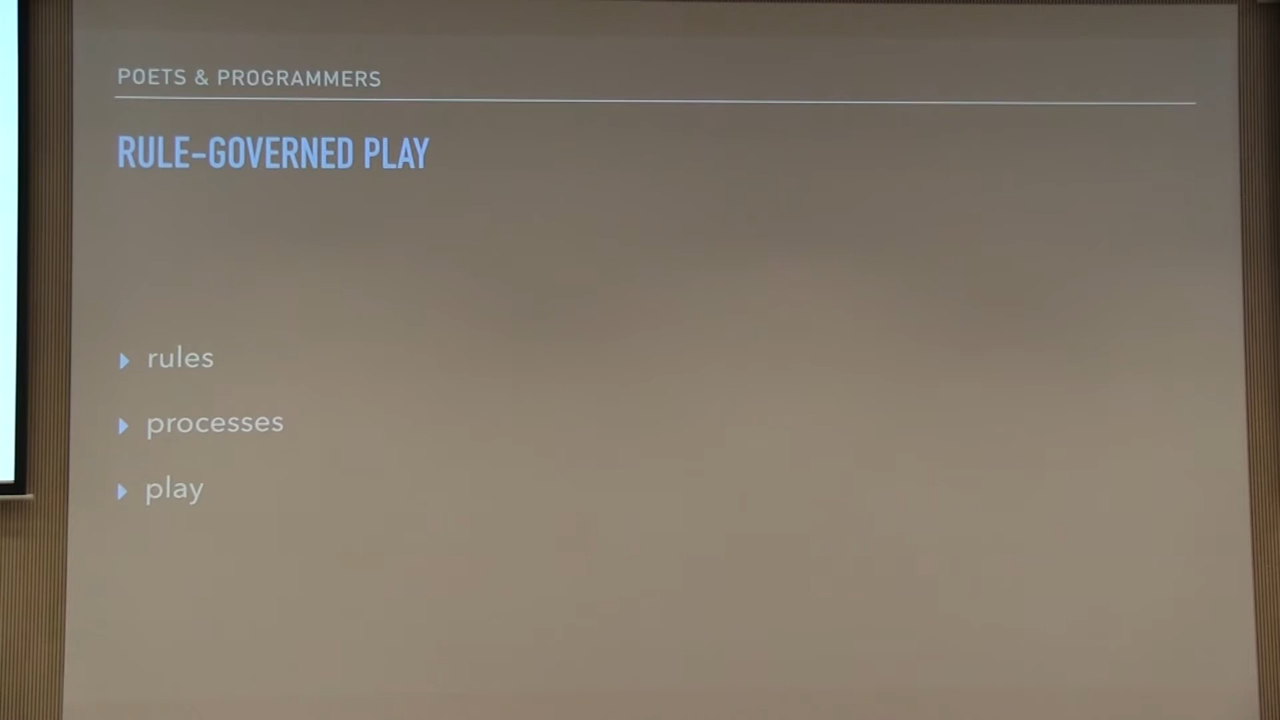 POETS & PROGRAMMERS
RULE-GOVERNED PLAY
rules
processes
play